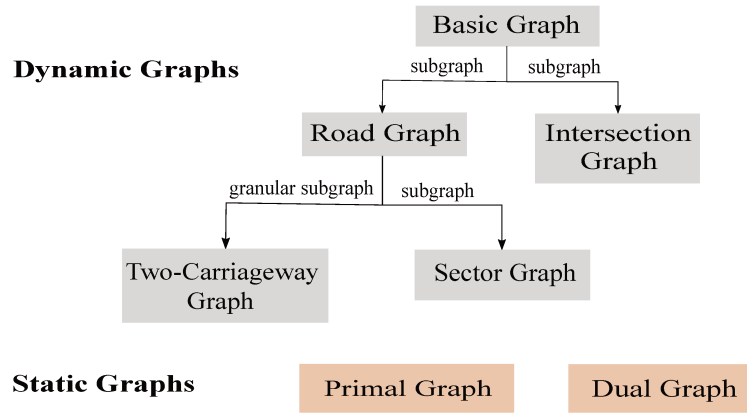 Basic Graph
Dynamic Graphs
subgraph
subgraph
Road Graph
Intersection
Graph
granular subgraph
subgraph
Two-Carriageway
Graph
Sector Graph
Static Graphs
Primal Graph
Dual Graph